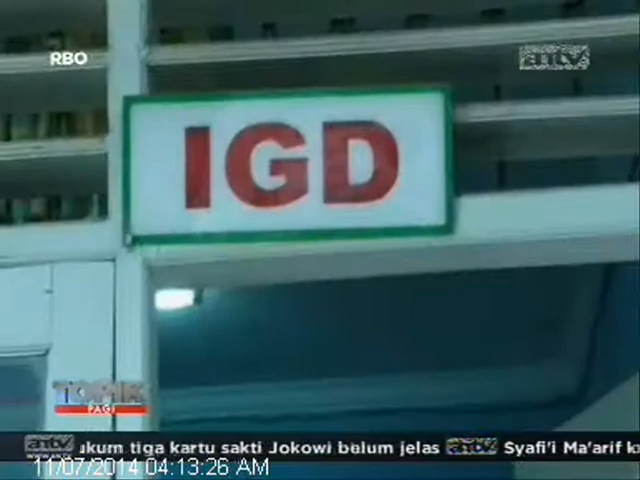 RBO
antv
IGD
TOPIK
PAGI
antv ukum tiga kartu sakti Jokowi belum jelas antv Syafi'i Ma'arif
11/07/2014 04:13:26 AM